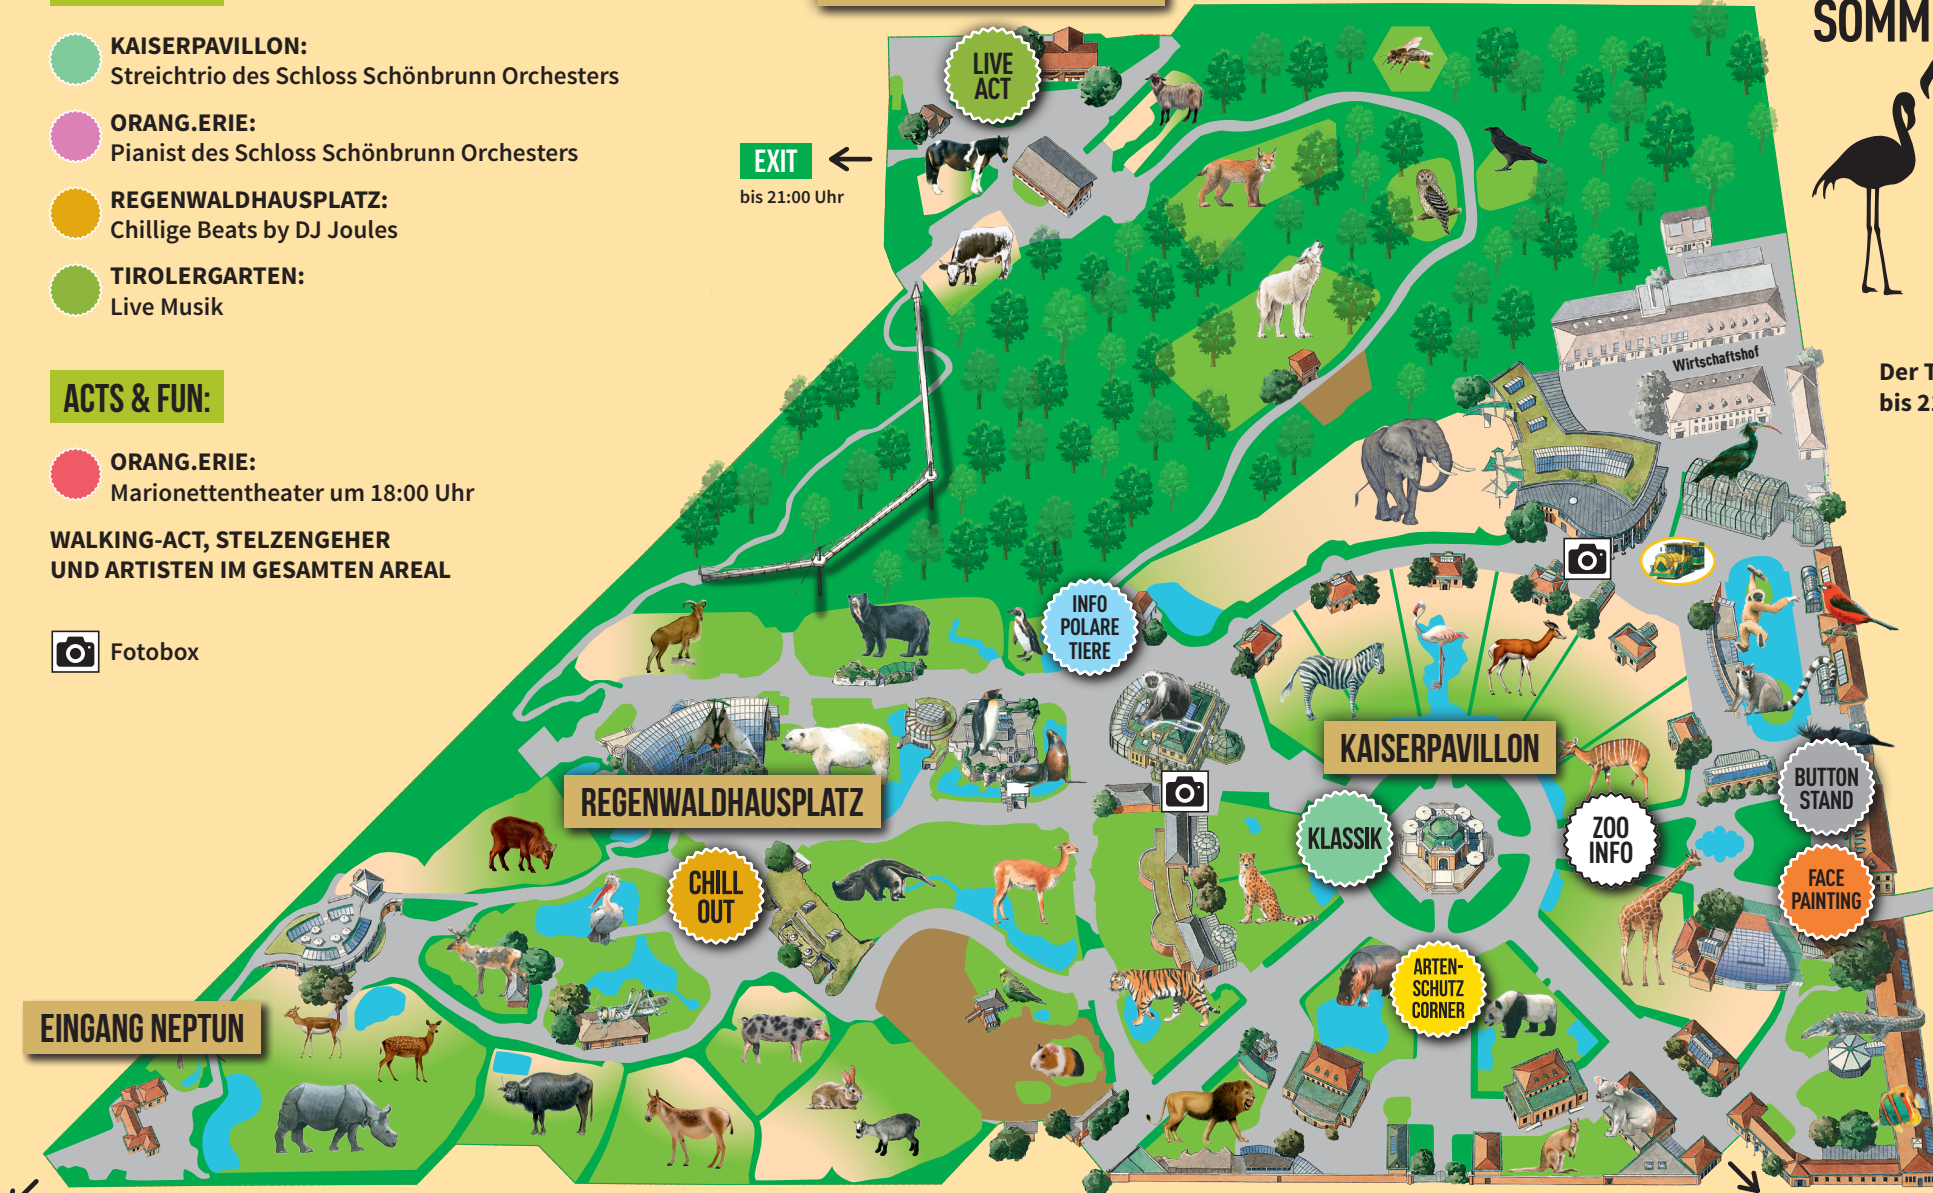 KAISERPAVILLON:
Streichtrio des Schloss Schönbrunn Orchesters
ORANG.ERIE:
Pianist des Schloss Schönbrunn Orchesters
REGENWALDHAUSPLATZ:
Chillige Beats by DJ Joules
TIROLERGARTEN:
Live Musik
ACTS & FUN:
ORANG.ERIE:
Marionettentheater um 18:00 Uhr
WALKING-ACT, STELZENGEHER
UND ARTISTEN IM GESAMTEN AREAL
Fotobox
EXIT
bis 21:00 Uhr
LIVE
ACT
SOMM
Der T
bis 2
Wirtschaftshof
INFO
POLARE
TIERE
KAISERPAVILLON
REGENWALDHAUSPLATZ
BUTTON
STAND
KLASSIK
ZOO
INFO
CHILL
OUT
FACE
PAINTING
ARTEN-
SCHUTZ
CORNER
EINGANG NEPTUN